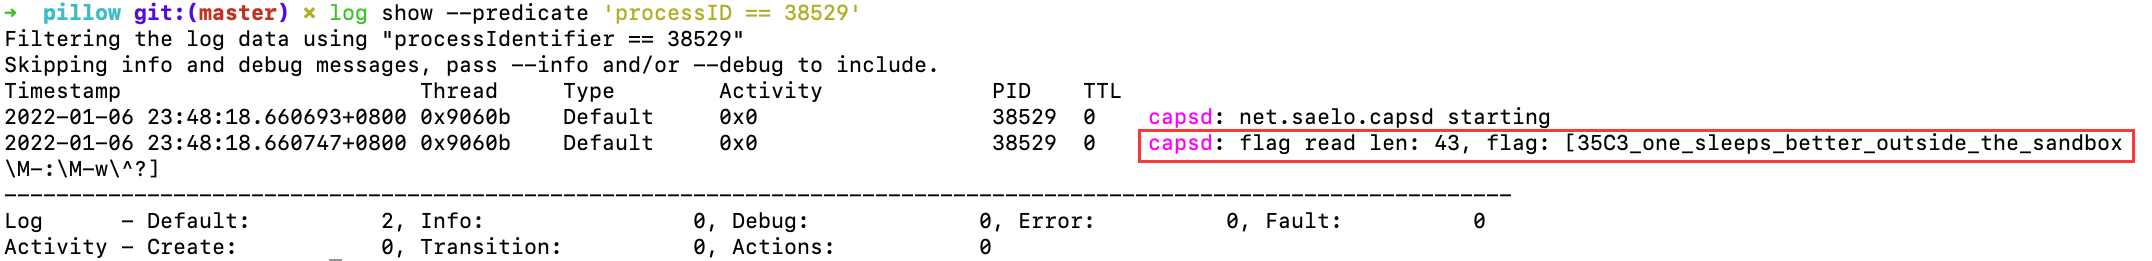 ➜  pillow git:(master) ✗ log show --predicate 'processID == 38529'
Filtering the log data using "processIdentifier == 38529"
Skipping info and debug messages, pass --info and/or --debug to include.
Timestamp                       Thread     Type        Activity             PID    TTL
2022-01-06 23:48:18.660693+0800 0x9060b    Default     0x0                  38529  0    capsd: net.saelo.capsd starting
2022-01-06 23:48:18.660747+0800 0x9060b    Default     0x0                  38529  0    capsd: flag read len: 43, flag: [35C3_one_sleeps_better_outside_the_sandbox
\M-:\M-w\^?]
--------------------------------------------------------------------------------------------------------------------
Log      - Default:          2, Info:                0, Debug:             0, Error:          0, Fault:          0
Activity - Create:           0, Transition:          0, Actions:           0